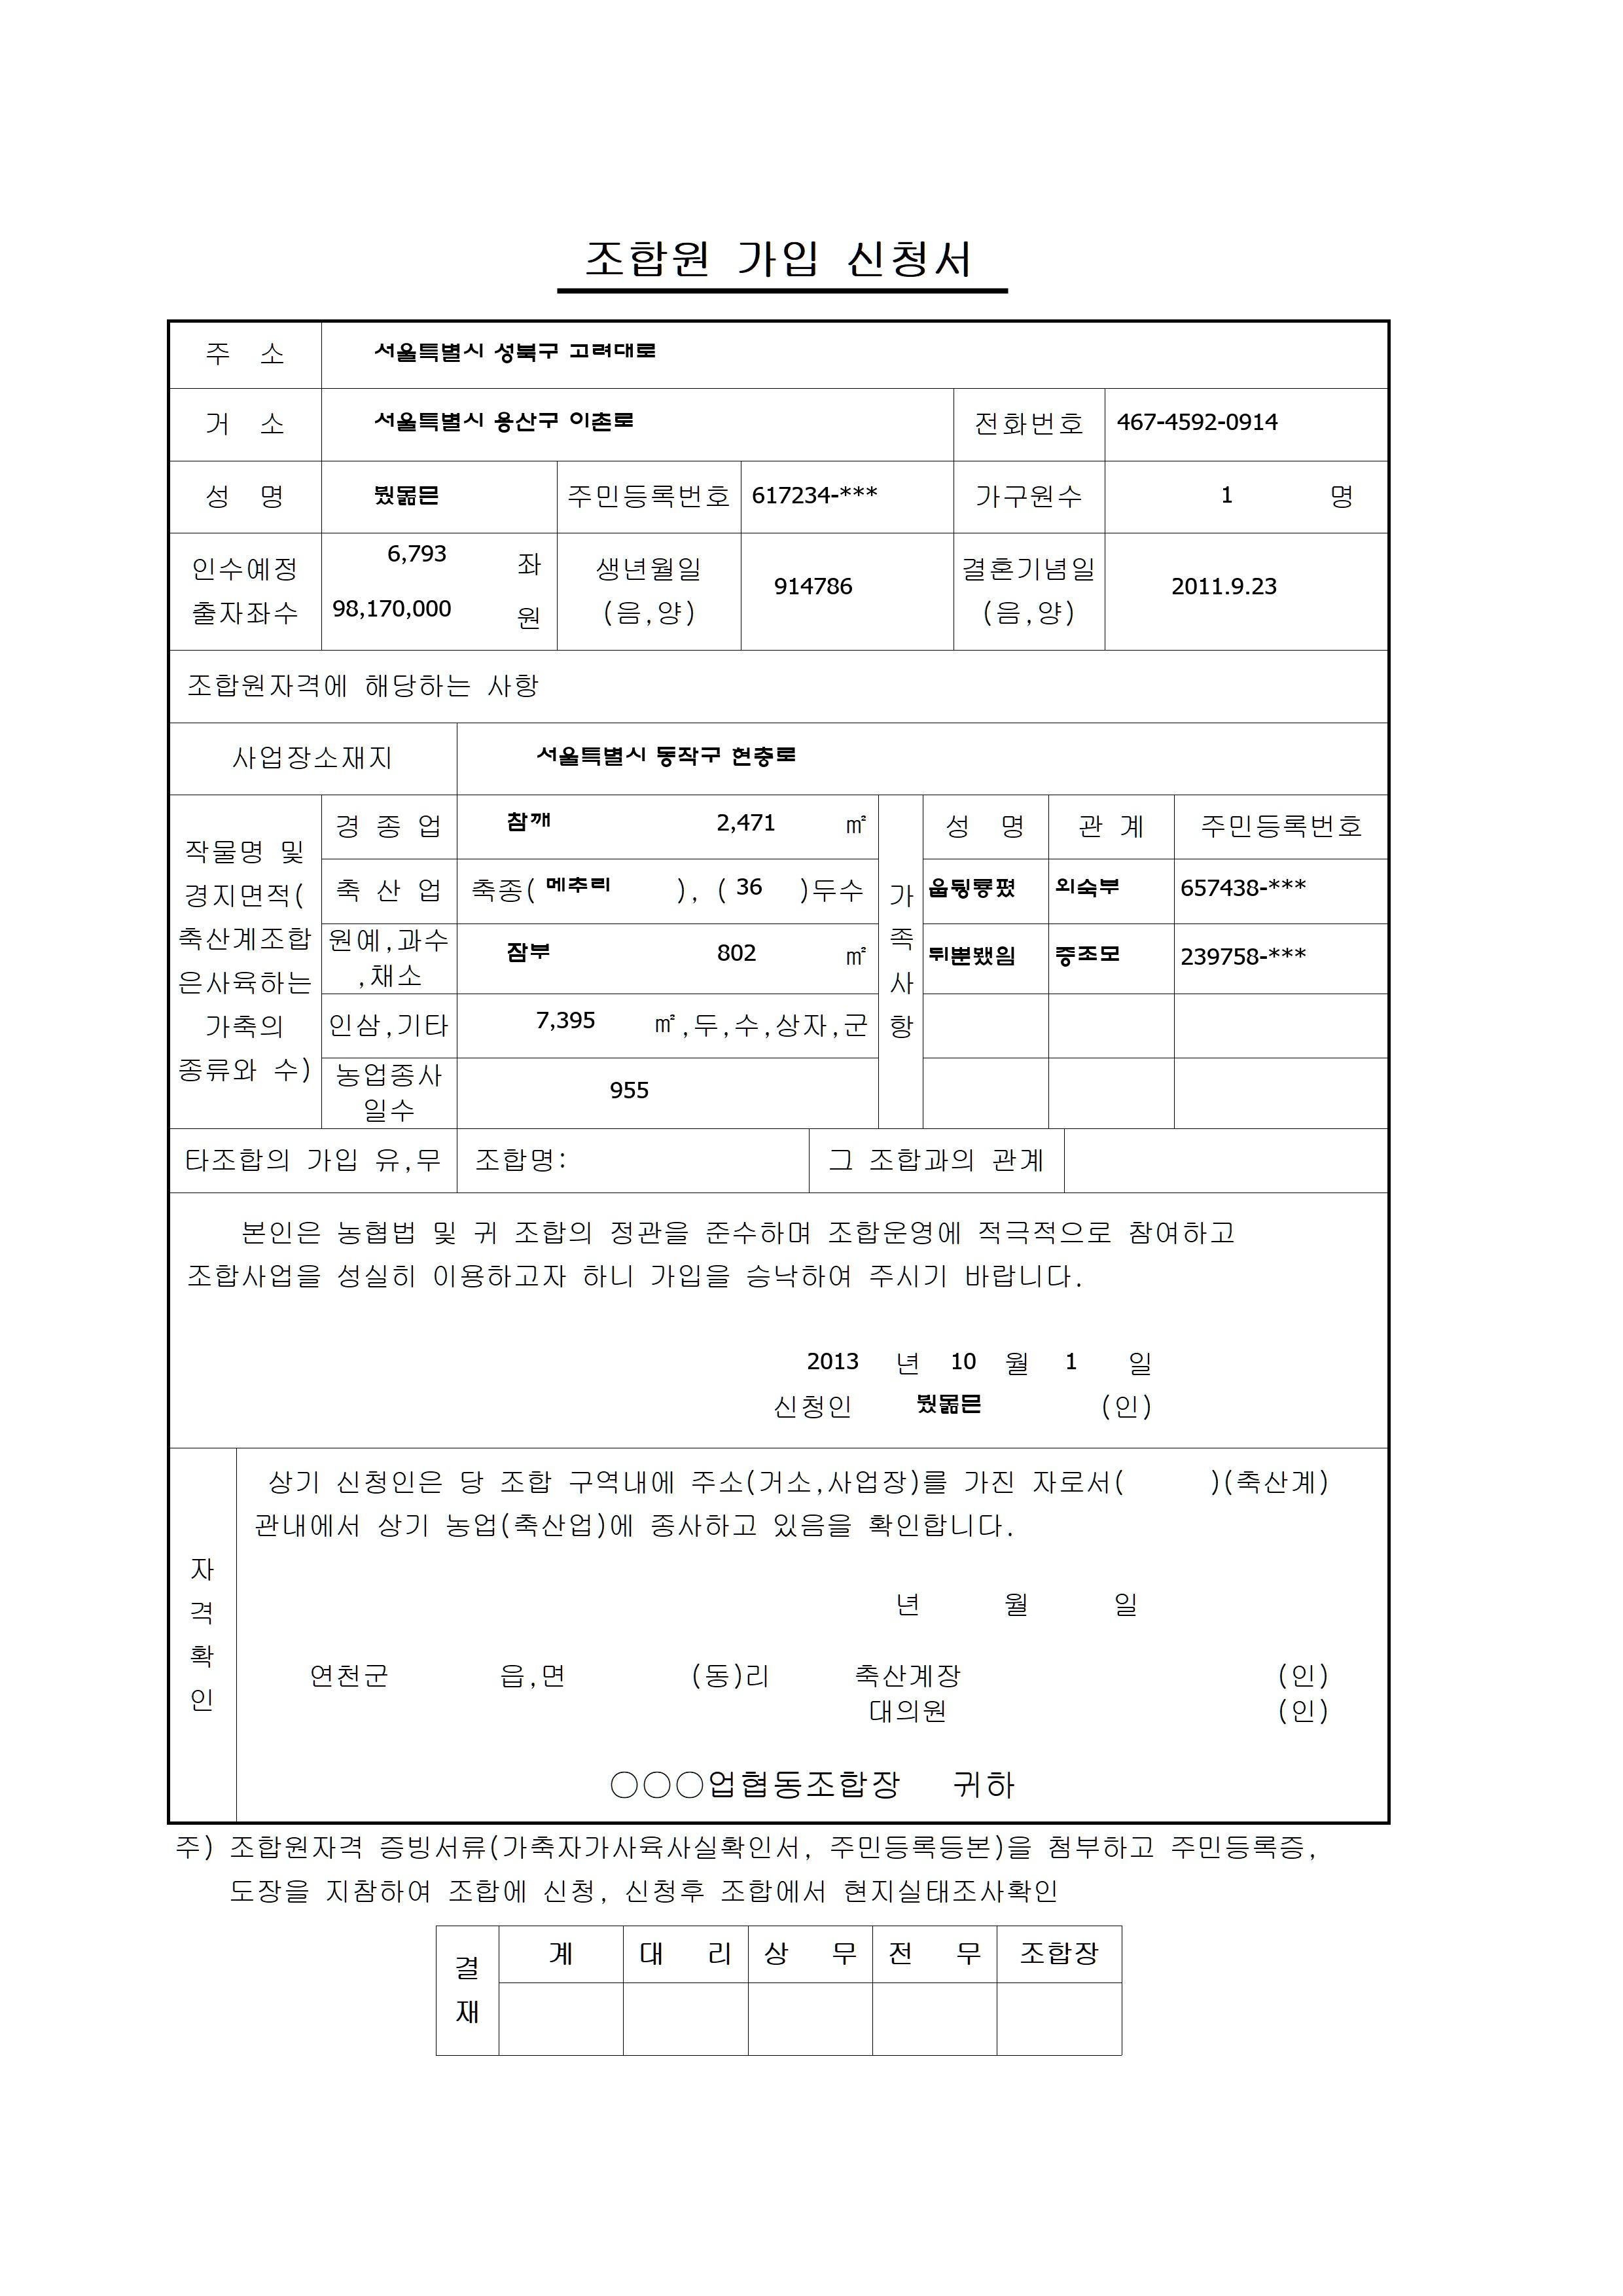 조합원 가입 신청서
주 소 서울특별시 성북구 고려대로
거 소 서울특별시 용산구 이촌로 전화번호 467-4592-0914
성 명 주민등록번호 617234-*** 가구원수 1 명
인수예정 출자좌수 6,793 좌 98,170,000 원 생년월일 (음,양) 914786 결혼기념일 (음,양) 2011.9.23
조합원자격에 해당하는 사항
사업장소재지 서울특별시 동작구 현충로
작물명 및 경지면적(축산계조합은사육하는 가축의 종류와 수)
경 종 업 참깨 2,471 ㎡
축 산 업 축종( 메추리 ), ( 36 )두수
원예,과수,채소 잠부 802 ㎡
인삼,기타 7,395 ㎡,두,수,상자,군
농업종사일수 955
가족사항
성 명 관 계 주민등록번호
외숙부 657438-***
증조모 239758-***
타조합의 가입 유,무 조합명: 그 조합과의 관계
본인은 농협법 및 귀 조합의 정관을 준수하며 조합운영에 적극적으로 참여하고
조합사업을 성실히 이용하고자 하니 가입을 승낙하여 주시기 바랍니다.
2013 년 10 월 1 일
신청인 (인)
자격확인
상기 신청인은 당 조합 구역내에 주소(거소,사업장)를 가진 자로서( )(축산계)
관내에서 상기 농업(축산업)에 종사하고 있음을 확인합니다.
년 월 일
연천군 읍,면 (동)리 축산계장 (인)
대의원 (인)
○○○업협동조합장 귀하
주) 조합원자격 증빙서류(가축자가사육사실확인서, 주민등록등본)을 첨부하고 주민등록증,
도장을 지참하여 조합에 신청, 신청후 조합에서 현지실태조사확인
결재 계 대 리 상 무 전 무 조합장